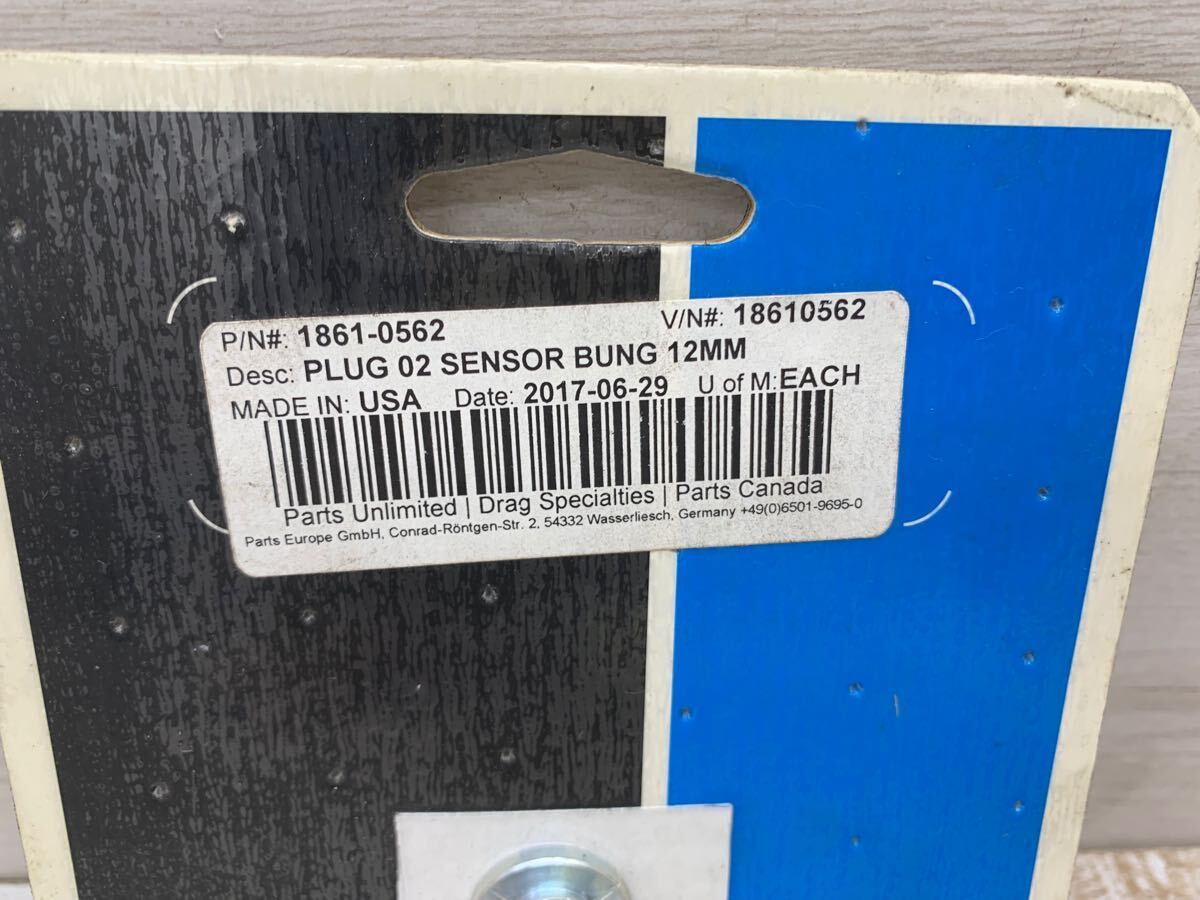 P/N#: 1861-0562 V/N#: 18610562
Desc: PLUG 02 SENSOR BUNG 12MM
MADE IN: USA Date: 2017-06-29 U of M: EACH
Parts Unlimited | Drag Specialties | Parts Canada
Parts Europe GmbH, Conrad-Röntgen-Str. 2, 54332 Wasserliesch, Germany +49(0)6501-9695-0